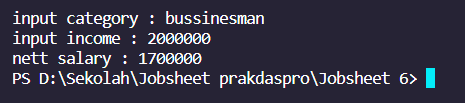 input category : bussinesman
input income : 2000000
nett salary : 1700000
PS D:\Sekolah\Jobsheet prakdaspro\Jobsheet 6>